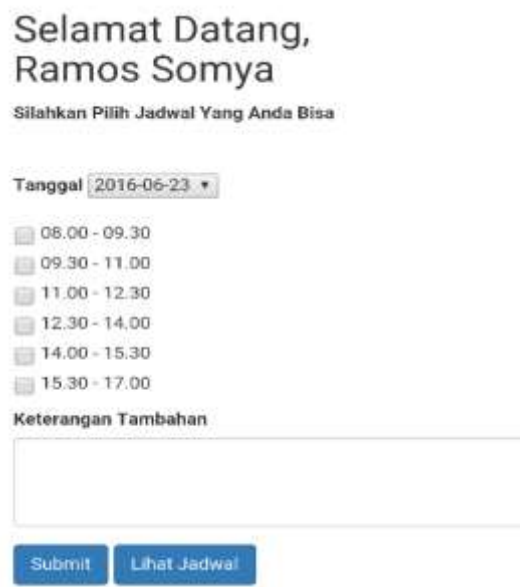 Selamat Datang,
Ramos Somya
Silahkan Pilih Jadwal Yang Anda Bisa
Tanggal 2016-06-23
08.00 - 09.30
09.30 - 11.00
11.00 - 12.30
12.30 - 14.00
14.00 - 15.30
15.30 - 17.00
Keterangan Tambahan
Submit Lihat Jadwal